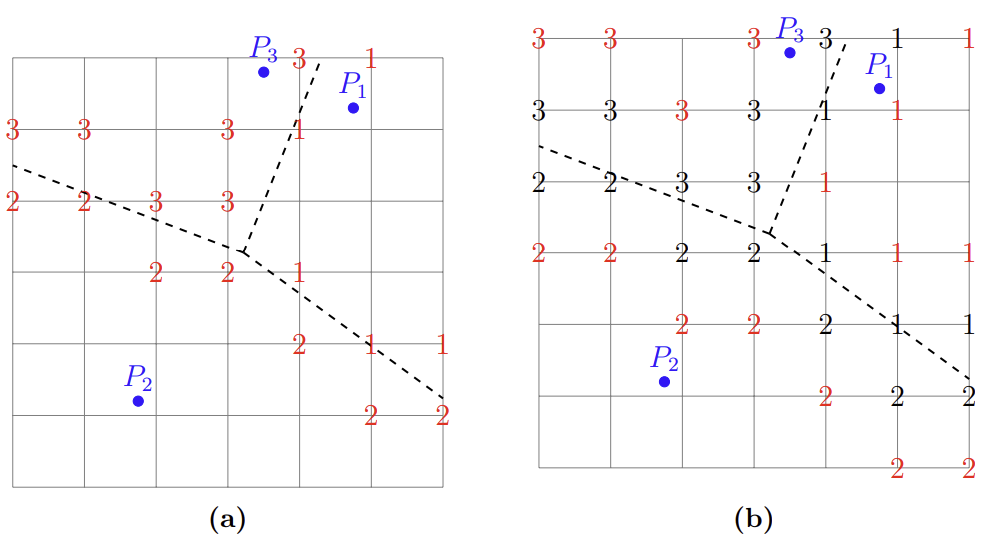 P₃
3 1
P₁
3 3 3 1
2 2 3 3
2 2 1
2 1 1
P₂
2 2
(a)
P₃
3 3 3 3 1 1
P₁
3 3 3 3 1 1
2 2 3 3 1
2 2 2 2 1 1 1
2 2 2 1 1
P₂
2 2 2
2 2
(b)